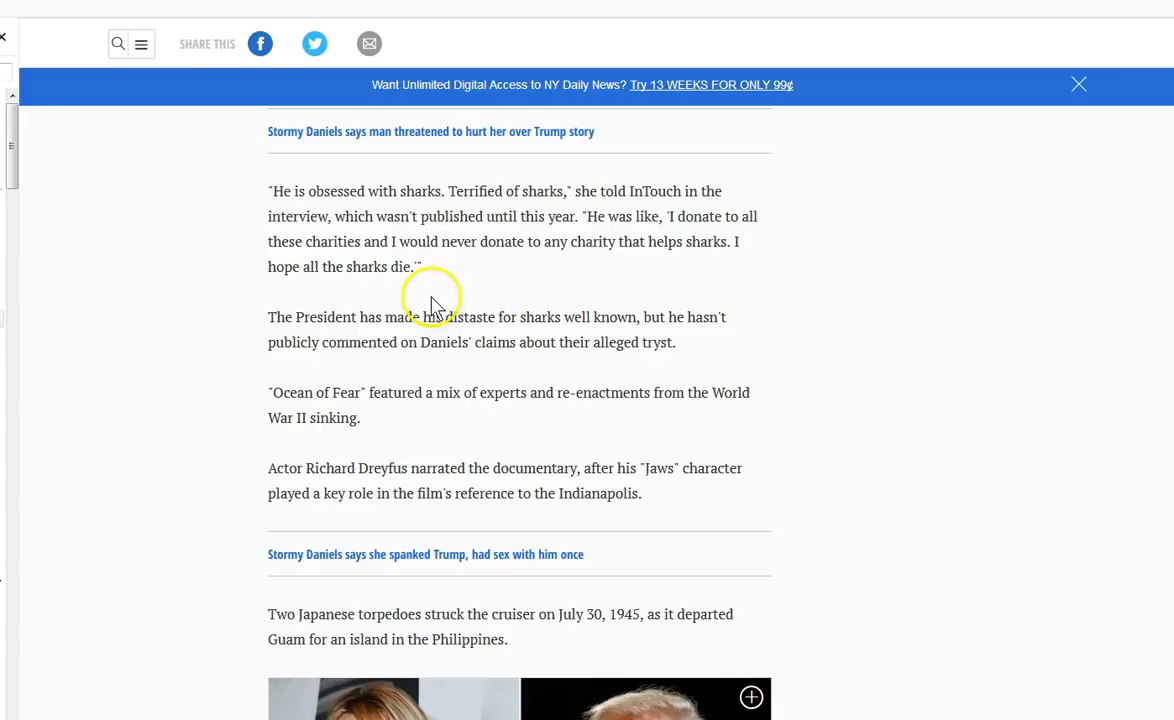 SHARE THIS
Want Unlimited Digital Access to NY Daily News? Try 13 WEEKS FOR ONLY 99¢
Stormy Daniels says man threatened to hurt her over Trump story
"He is obsessed with sharks. Terrified of sharks," she told InTouch in the
interview, which wasn't published until this year. "He was like, 'I donate to all
these charities and I would never donate to any charity that helps sharks. I
hope all the sharks die.'"
The President has made his distaste for sharks well known, but he hasn't
publicly commented on Daniels' claims about their alleged tryst.
"Ocean of Fear" featured a mix of experts and re-enactments from the World
War II sinking.
Actor Richard Dreyfus narrated the documentary, after his "Jaws" character
played a key role in the film's reference to the Indianapolis.
Stormy Daniels says she spanked Trump, had sex with him once
Two Japanese torpedoes struck the cruiser on July 30, 1945, as it departed
Guam for an island in the Philippines.